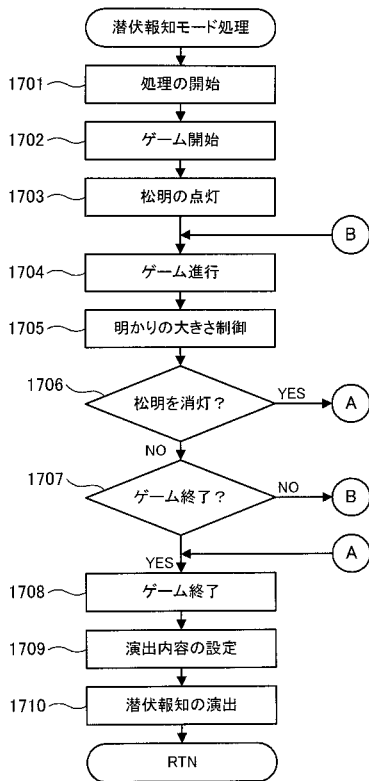 潜伏報知モード処理
1701
処理の開始
1702
ゲーム開始
1703
松明の点灯
B
1704
ゲーム進行
1705
明かりの大きさ制御
1706
松明を消灯?
YES
A
NO
1707
ゲーム終了?
NO
B
A
YES
1708
ゲーム終了
1709
演出内容の設定
1710
潜伏報知の演出
RTN